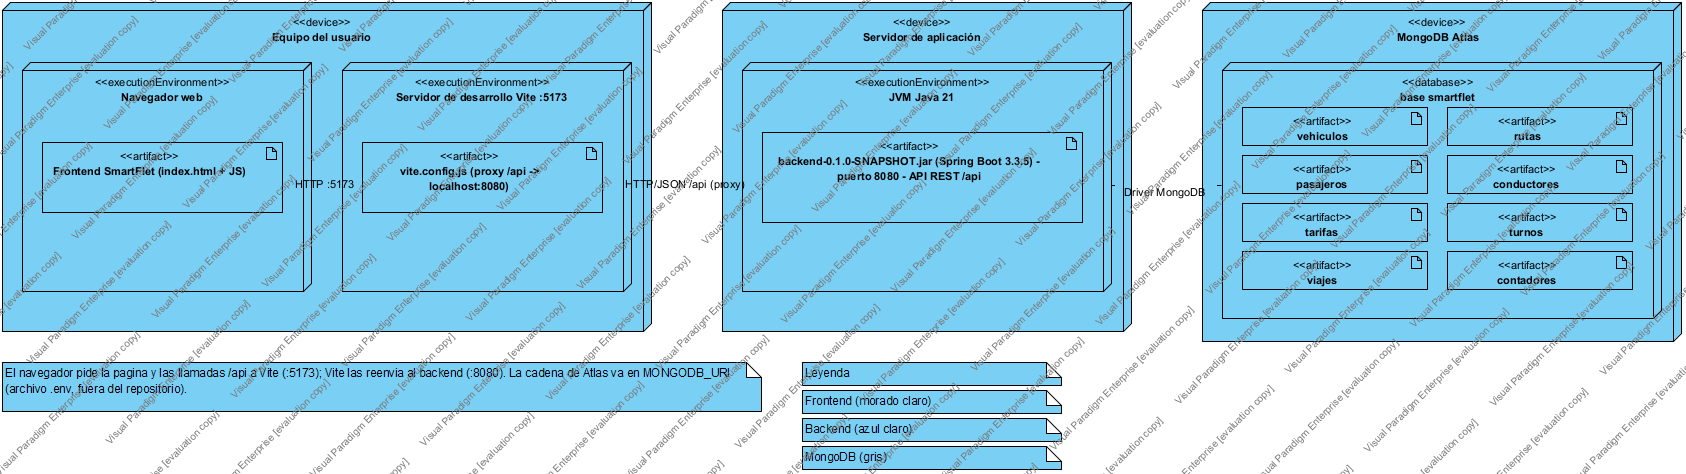 <<device>>
Equipo del usuario
<<executionEnvironment>>
Navegador web
<<artifact>>
Frontend SmartFlet (index.html + JS)
HTTP :5173
<<executionEnvironment>>
Servidor de desarrollo Vite :5173
<<artifact>>
vite.config.js (proxy /api ->
localhost:8080)
HTTP/JSON /api (proxy)
<<device>>
Servidor de aplicación
<<executionEnvironment>>
JVM Java 21
<<artifact>>
backend-0.1.0-SNAPSHOT.jar (Spring Boot 3.3.5) -
puerto 8080 - API REST /api
Driver MongoDB
<<device>>
MongoDB Atlas
<<database>>
base smartflet
<<artifact>>
vehiculos
<<artifact>>
rutas
<<artifact>>
pasajeros
<<artifact>>
conductores
<<artifact>>
tarifas
<<artifact>>
turnos
<<artifact>>
viajes
<<artifact>>
contadores
El navegador pide la pagina y las llamadas /api a Vite (:5173); Vite las reenvia al backend (:8080). La cadena de Atlas va en MONGODB_URI
(archivo .env, fuera del repositorio).
Leyenda
Frontend (morado claro)
Backend (azul claro)
MongoDB (gris)
Visual Paradigm Enterprise [evaluation copy]